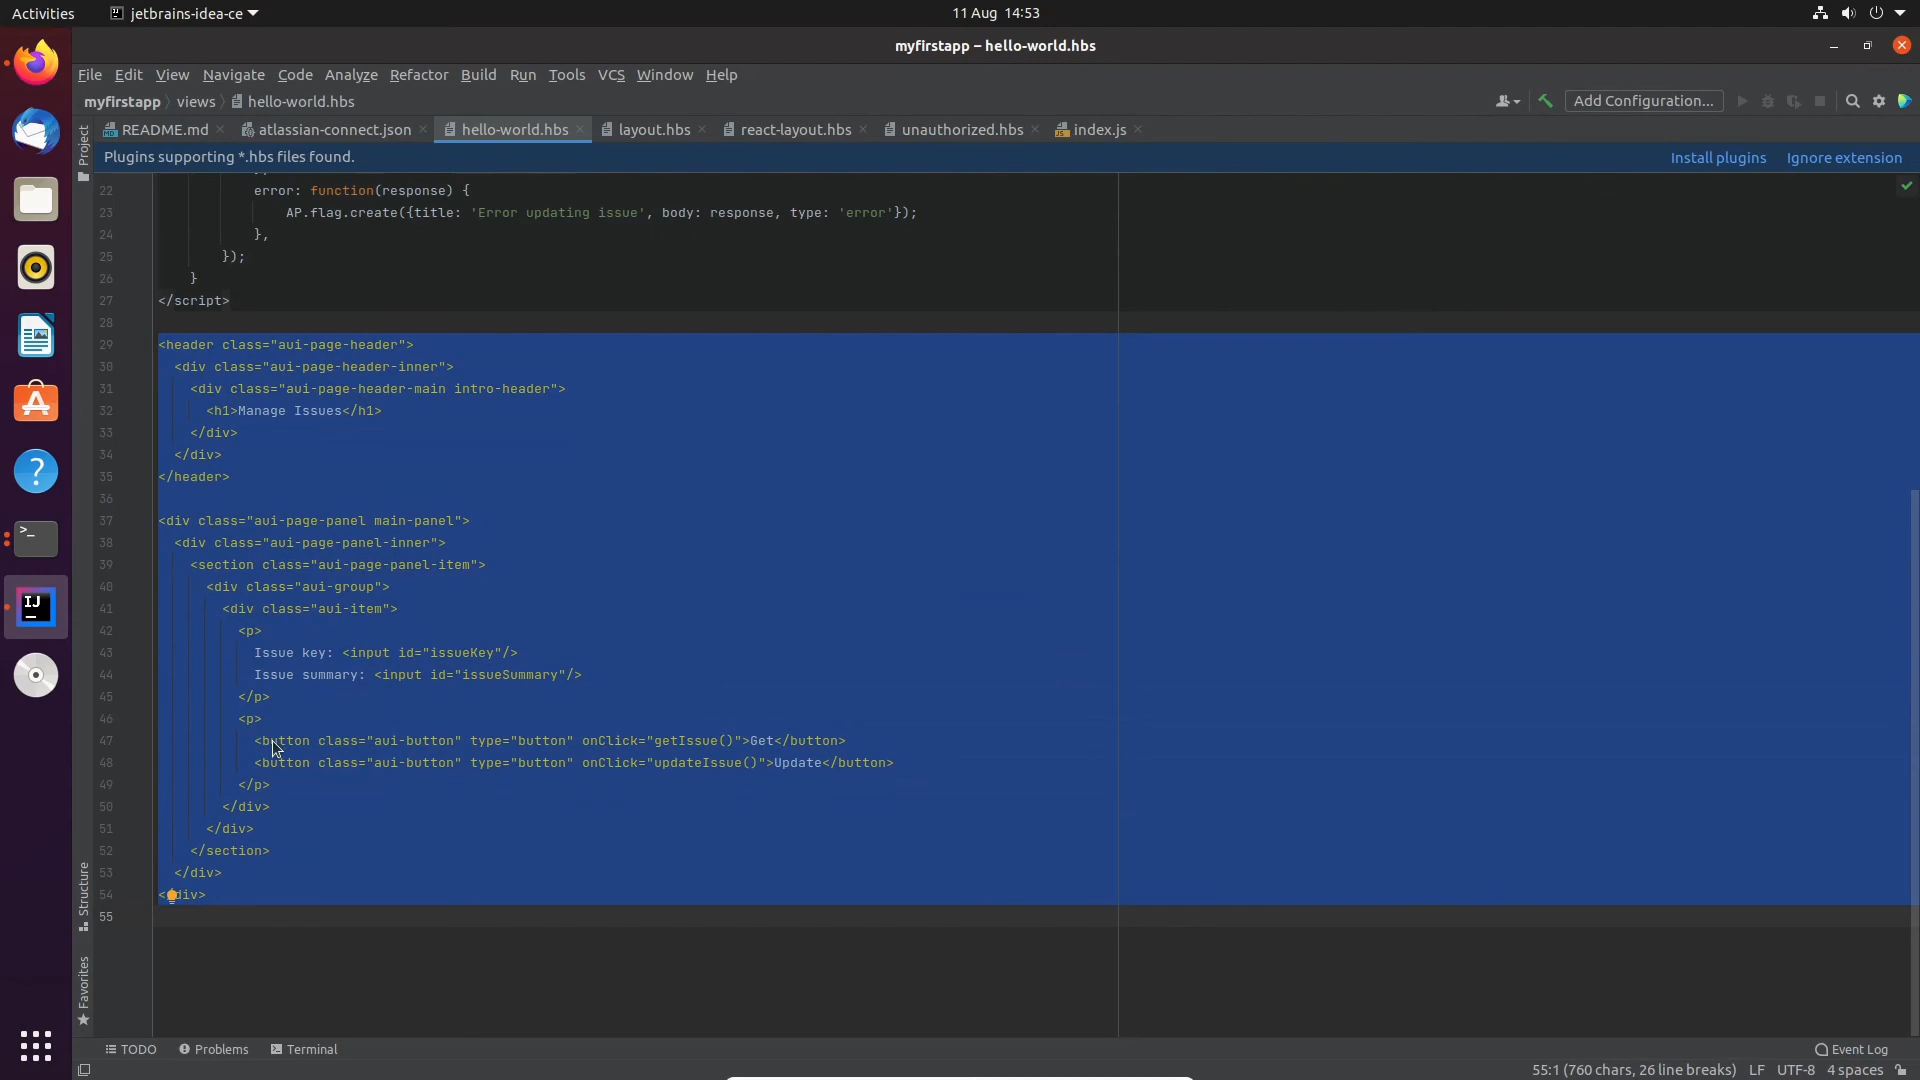 Activities
jetbrains-idea-ce
11 Aug 14:53
myfirstapp – hello-world.hbs
File Edit View Navigate Code Analyze Refactor Build Run Tools VCS Window Help
myfirstapp views hello-world.hbs
Add Configuration...
README.md atlassian-connect.json hello-world.hbs layout.hbs react-layout.hbs unauthorized.hbs index.js
Plugins supporting *.hbs files found.
Install plugins Ignore extension
Project
22 error: function(response) {
23 AP.flag.create({title: 'Error updating issue', body: response, type: 'error'});
24 },
25 });
26 }
27 </script>
28
29 <header class="aui-page-header">
30 <div class="aui-page-header-inner">
31 <div class="aui-page-header-main intro-header">
32 <h1>Manage Issues</h1>
33 </div>
34 </div>
35 </header>
36
37 <div class="aui-page-panel main-panel">
38 <div class="aui-page-panel-inner">
39 <section class="aui-page-panel-item">
40 <div class="aui-group">
41 <div class="aui-item">
42 <p>
43 Issue key: <input id="issueKey"/>
44 Issue summary: <input id="issueSummary"/>
45 </p>
46 <p>
47 <button class="aui-button" type="button" onClick="getIssue()">Get</button>
48 <button class="aui-button" type="button" onClick="updateIssue()">Update</button>
49 </p>
50 </div>
51 </div>
52 </section>
53 </div>
54 </div>
55
Structure
Favorites
TODO Problems Terminal
Event Log
55:1 (760 chars, 26 line breaks) LF UTF-8 4 spaces